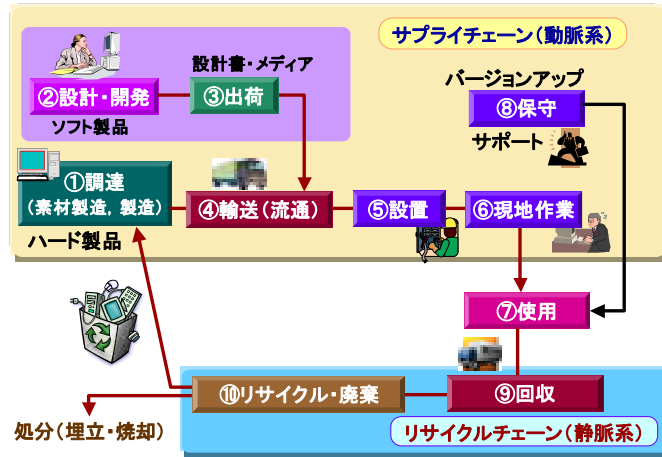 サプライチェーン（動脈系）
設計書・メディア
②設計・開発
③出荷
ソフト製品
バージョンアップ
⑧保守
サポート
①調達
（素材製造，製造）
ハード製品
④輸送（流通）
⑤設置
⑥現地作業
⑦使用
⑩リサイクル・廃棄
⑨回収
処分（埋立・焼却）
リサイクルチェーン（静脈系）